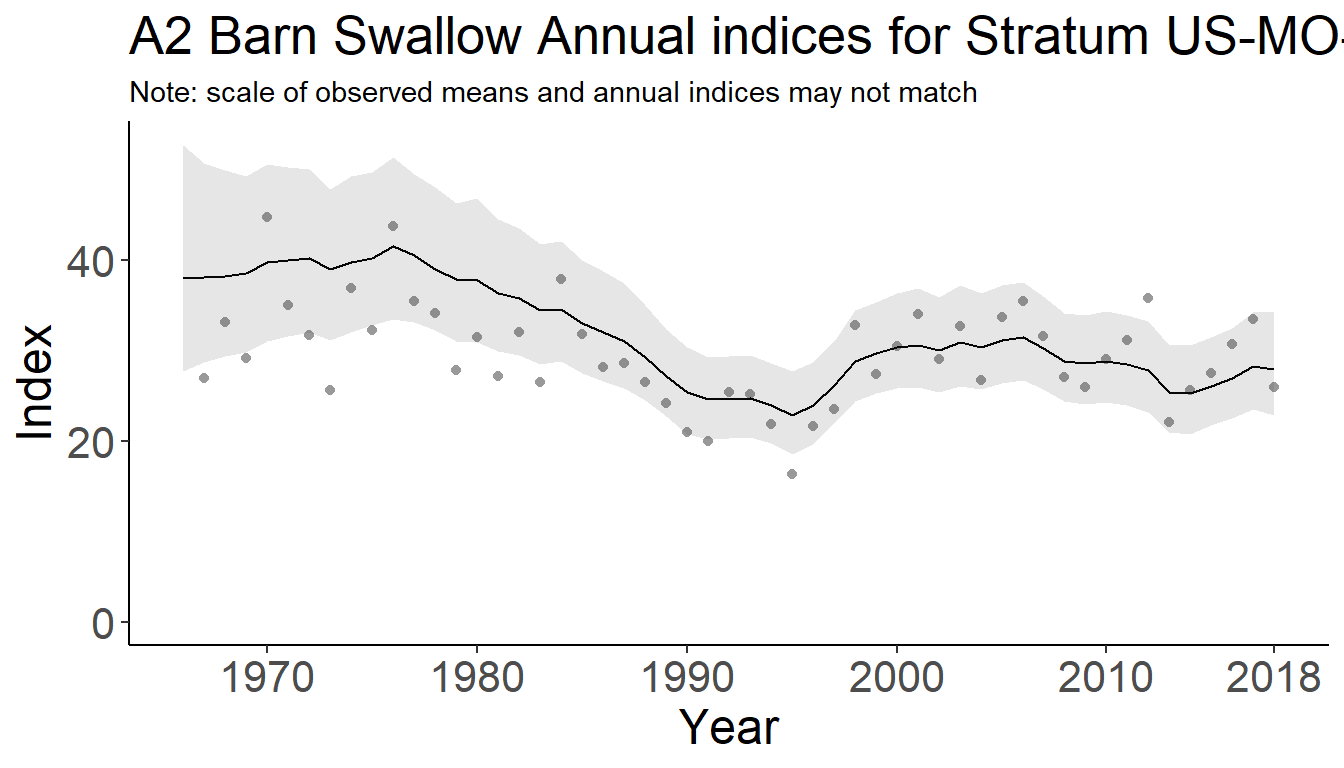 A2 Barn Swallow Annual indices for Stratum US-MO-
Note: scale of observed means and annual indices may not match
Index
40
20
0
1970 1980 1990 2000 2010 2018
Year